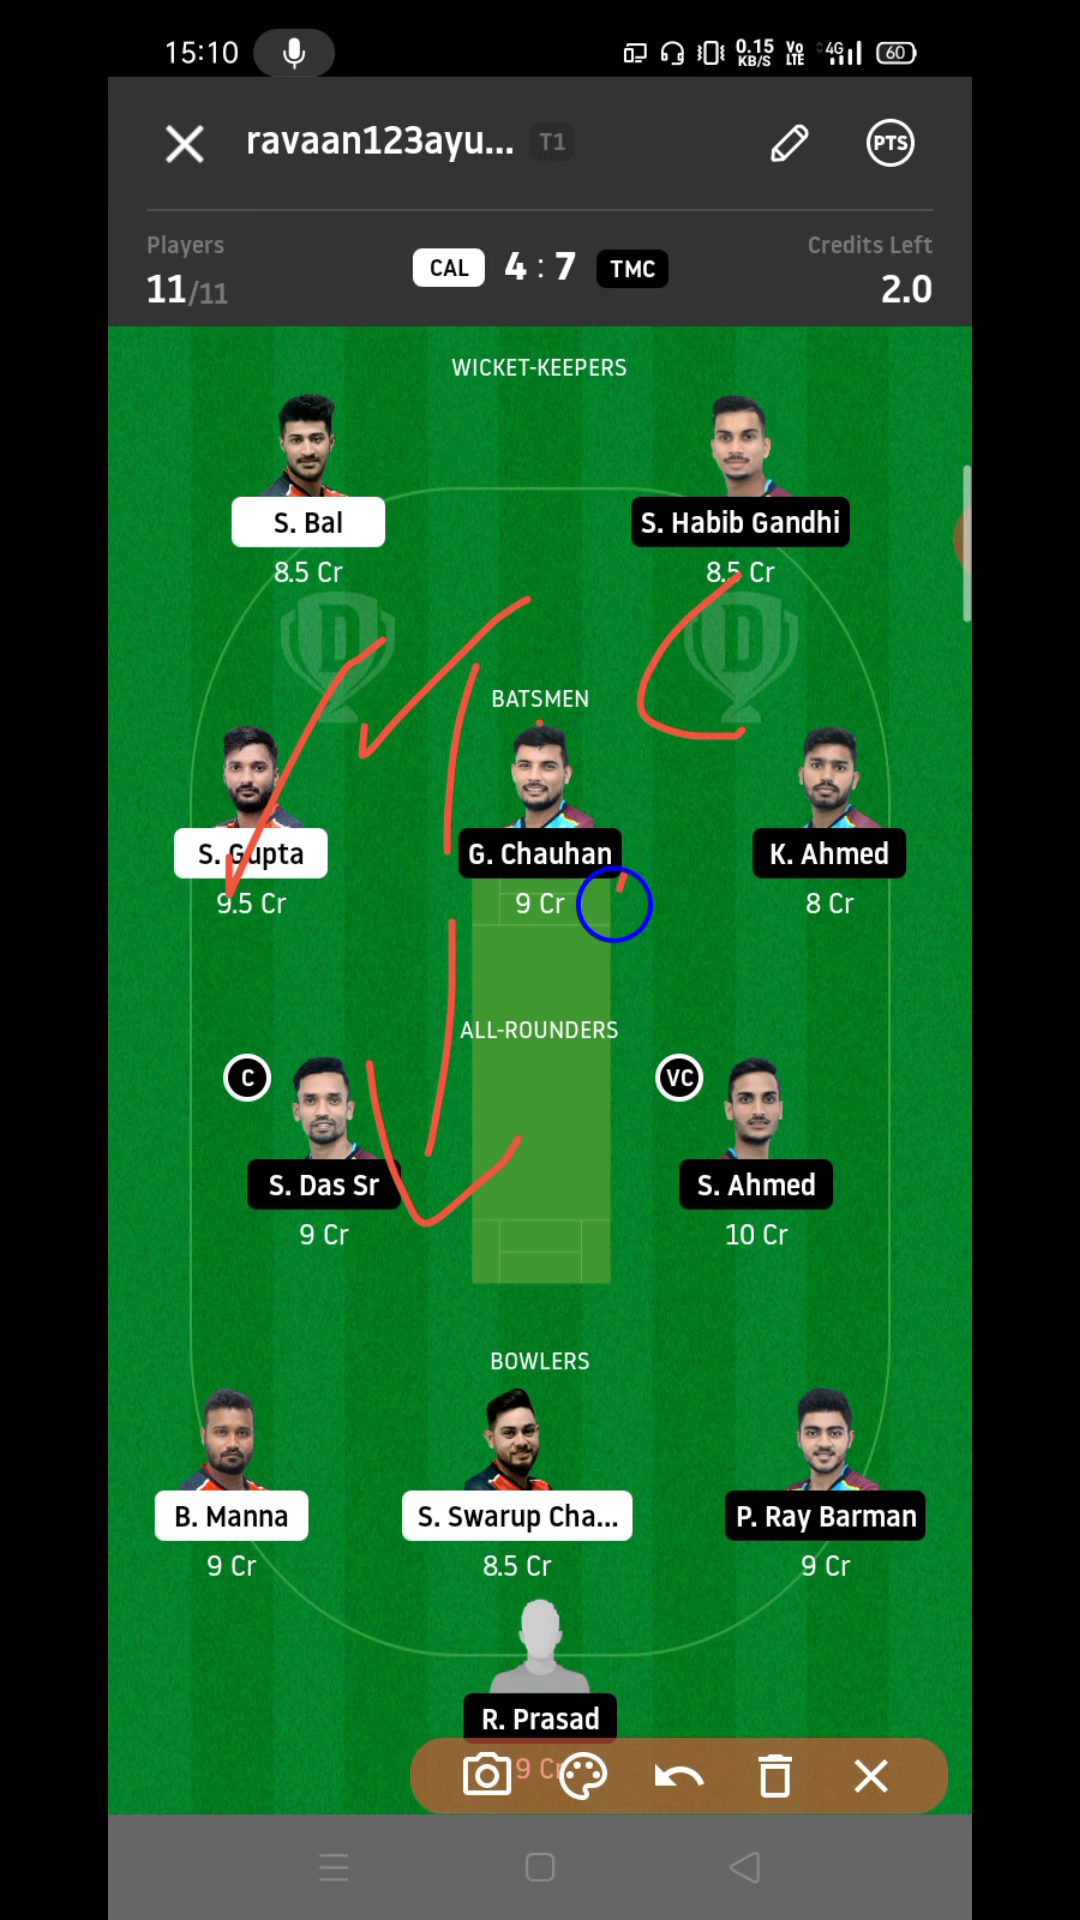 15:10 0.15 KB/S Vo LTE 4G 60
ravaan123ayu... T1 PTS
Players Credits Left
11/11 CAL 4 : 7 TMC 2.0
WICKET-KEEPERS
S. Bal S. Habib Gandhi
8.5 Cr 8.5 Cr
D D
BATSMEN
S. Gupta G. Chauhan K. Ahmed
9.5 Cr 9 Cr 8 Cr
ALL-ROUNDERS
C VC
S. Das Sr S. Ahmed
9 Cr 10 Cr
BOWLERS
B. Manna S. Swarup Cha... P. Ray Barman
9 Cr 8.5 Cr 9 Cr
R. Prasad
9 Cr